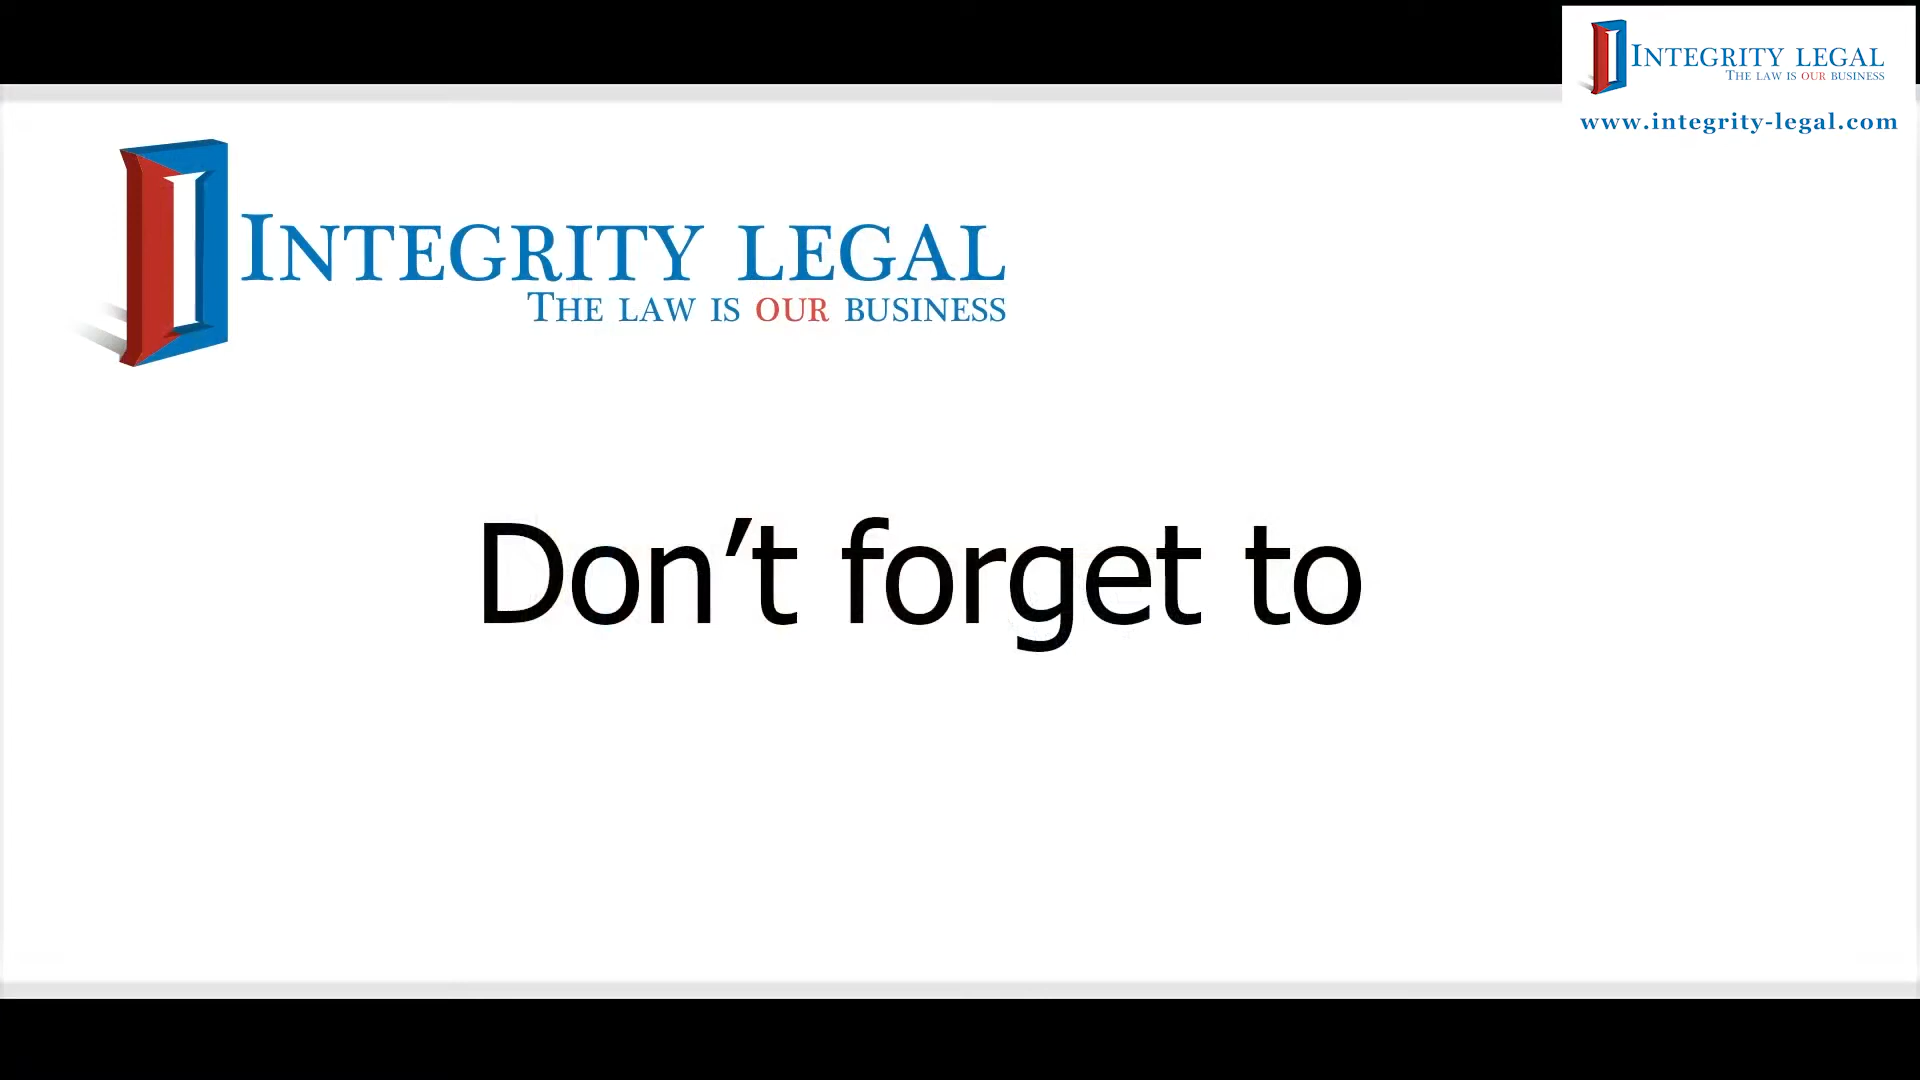 INTEGRITY LEGAL
THE LAW IS OUR BUSINESS
www.integrity-legal.com
INTEGRITY LEGAL
THE LAW IS OUR BUSINESS
Don’t forget to